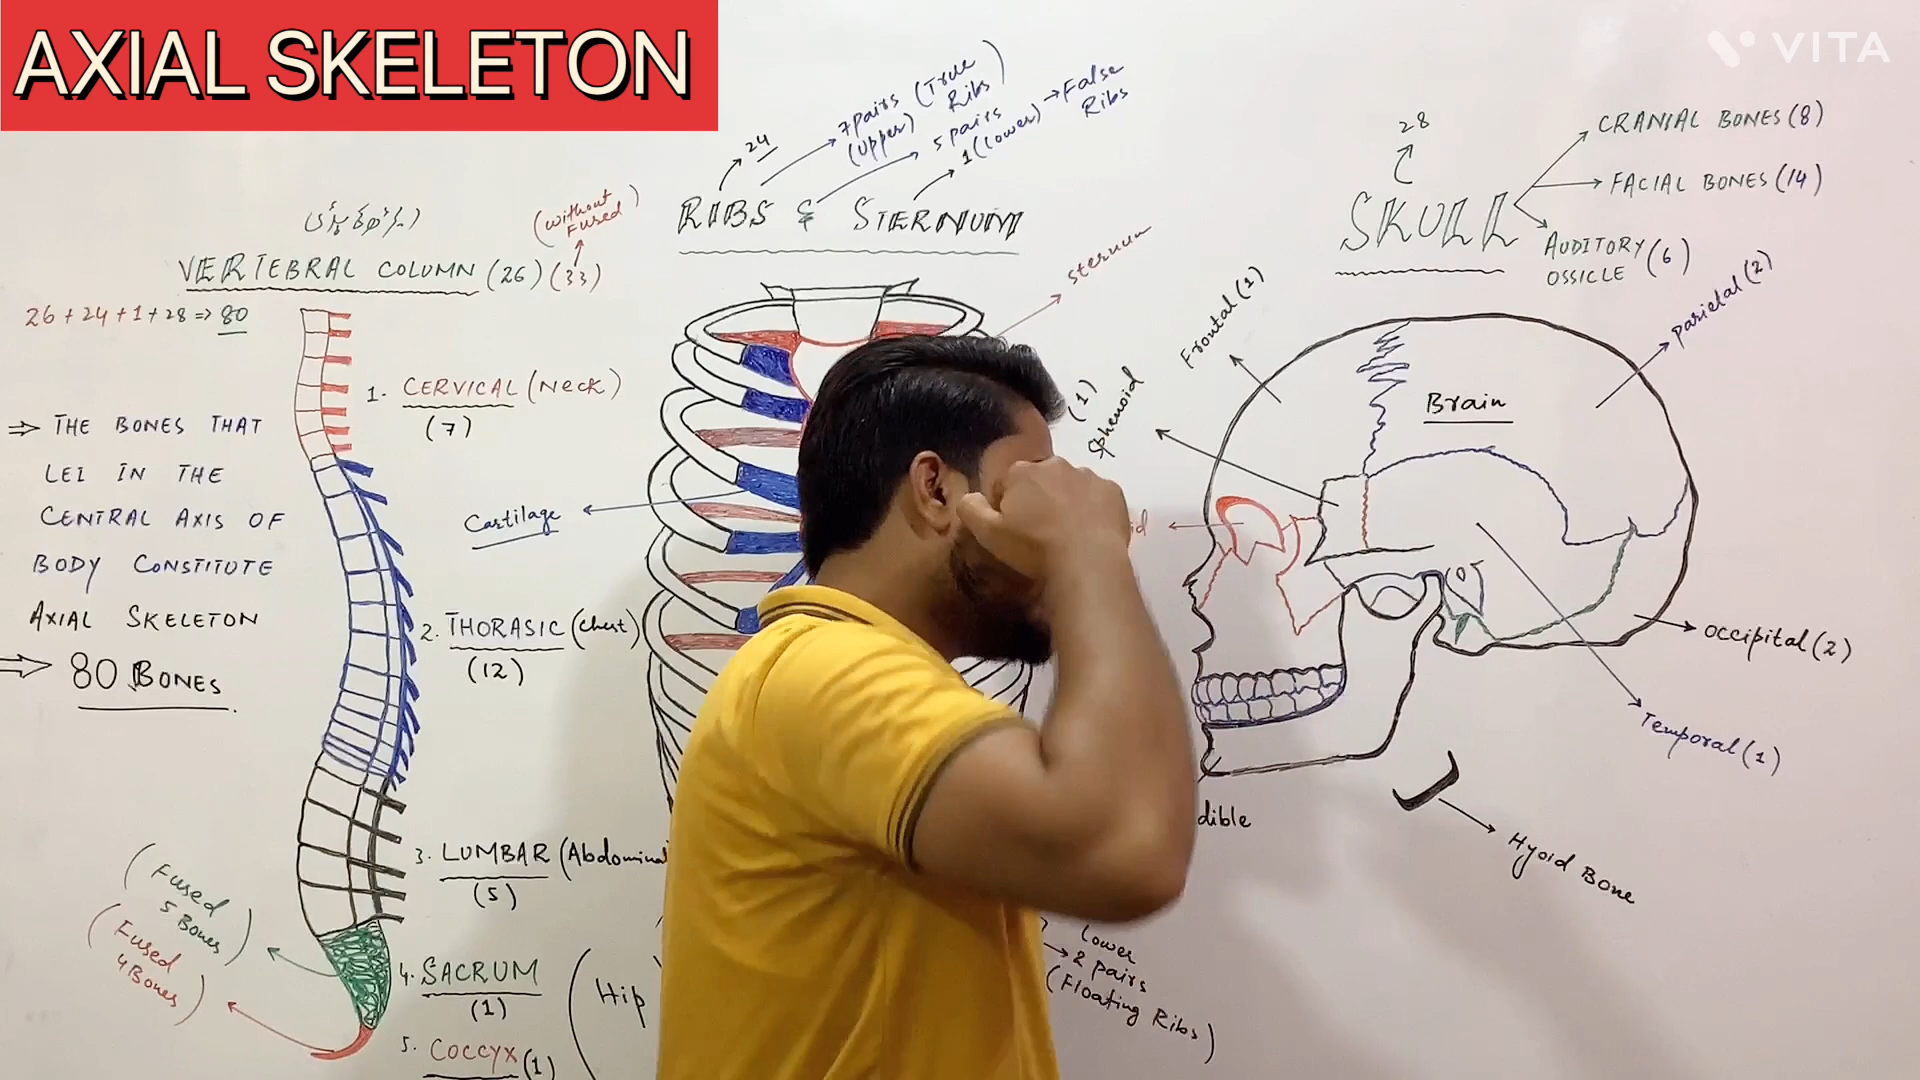 AXIAL SKELETON
VITA
VERTEBRAL COLUMN (26) (33)
(without
Fused)
26 + 24 + 1 + 28 => 80
⇒ THE BONES THAT
LEI IN THE
CENTRAL AXIS OF
BODY CONSTITUTE
AXIAL SKELETON
⇒ 80 BONES
1. CERVICAL (Neck)
(7)
2. THORASIC (chest)
(12)
3. LUMBAR (Abdominal
(5)
4. SACRUM
(1)
5. COCCYX (1)
(Hip
(Fused
5 Bones)
(Fused
4 Bones)
RIBS & STERNUM
24
7 pairs (True
(Upper) Ribs)
5 pairs
(lower) → False
Ribs
1
sternum
Cartilage
lower
2 pairs
(Floating Ribs)
SKULL
28
CRANIAL BONES (8)
FACIAL BONES (14)
AUDITORY (6)
OSSICLE
Frontal (1)
Parietal (2)
(1)
Sphenoid
Brain
id
occipital (2)
Temporal (1)
dible
Hyoid Bone